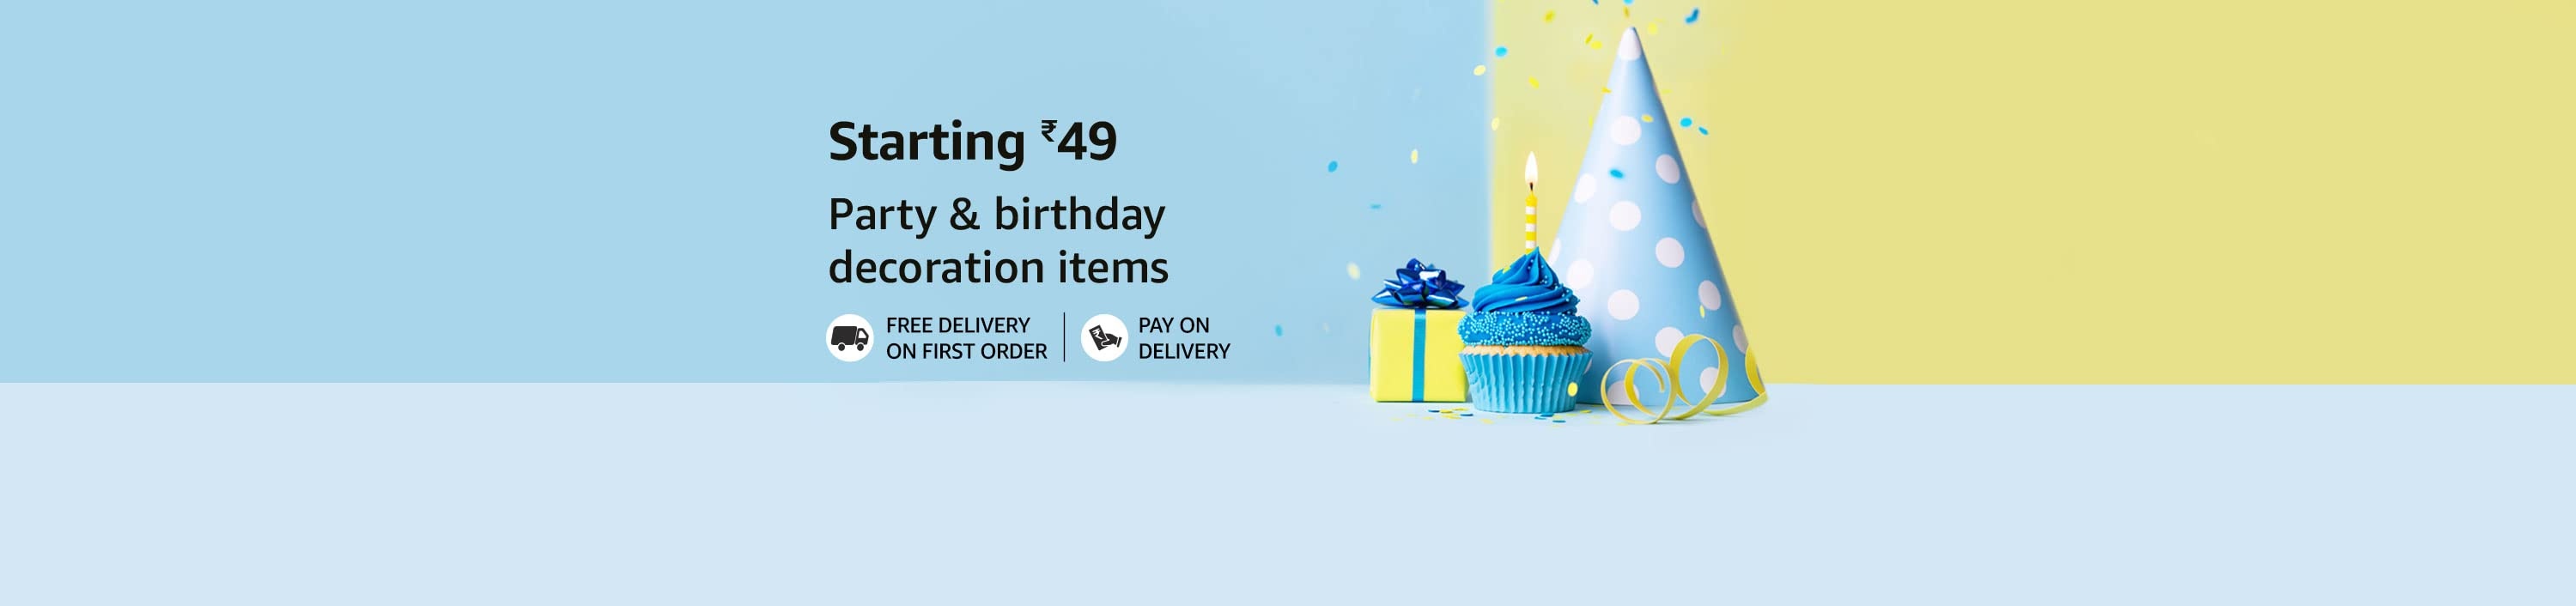 Starting ₹49
Party & birthday
decoration items
FREE DELIVERY
ON FIRST ORDER
PAY ON
DELIVERY